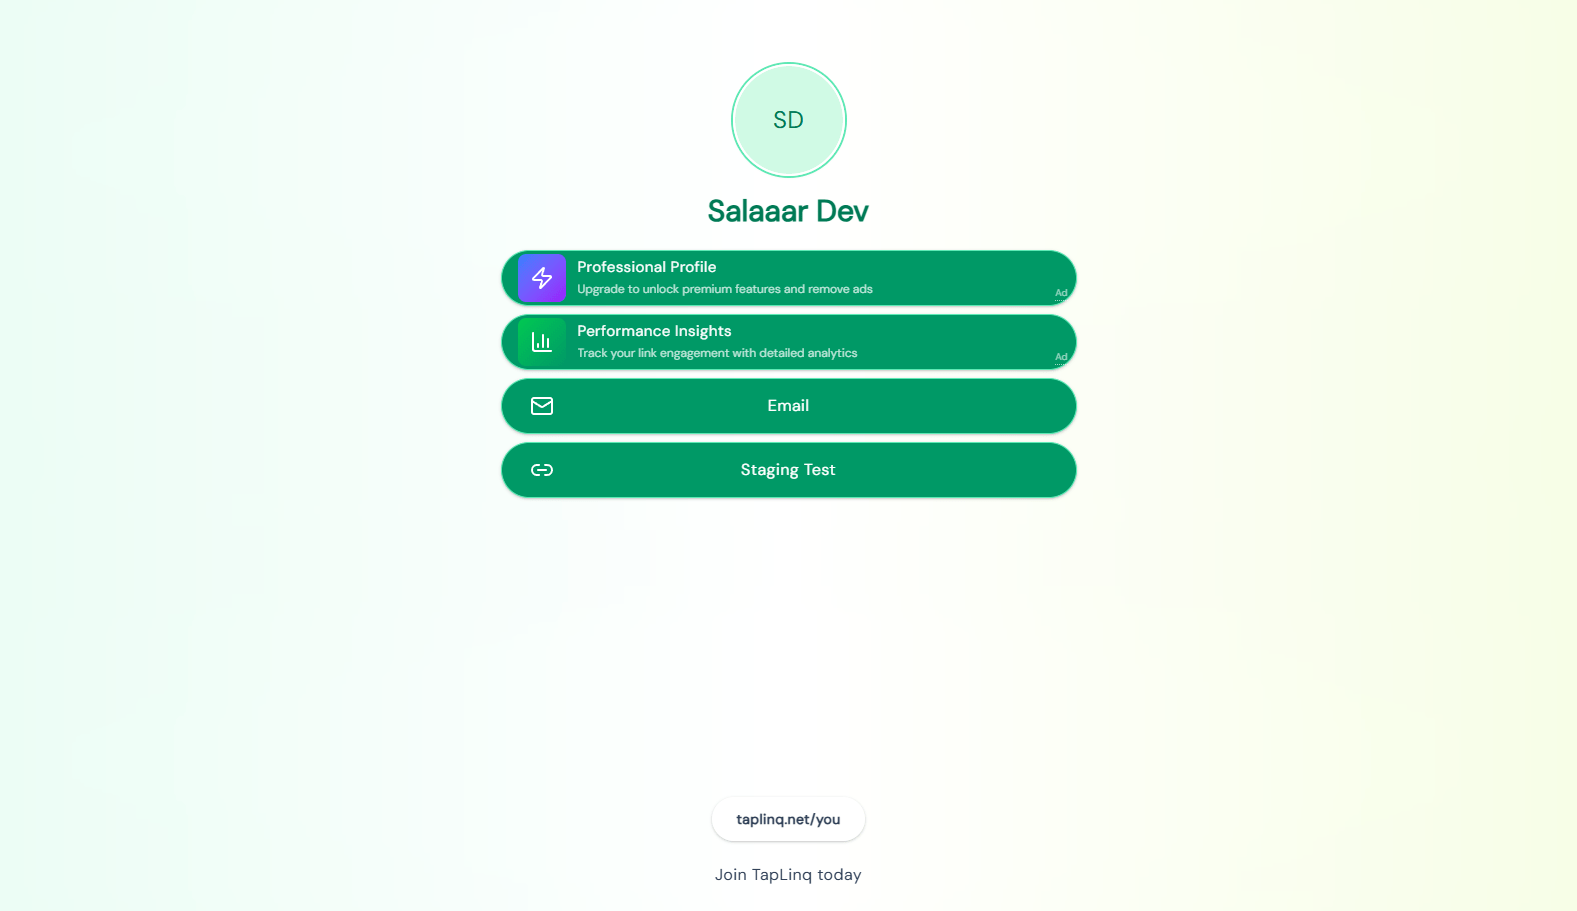 SD
Salaaar Dev
Professional Profile
Upgrade to unlock premium features and remove ads
Ad
Performance Insights
Track your link engagement with detailed analytics
Ad
Email
Staging Test
taplinq.net/you
Join TapLinq today